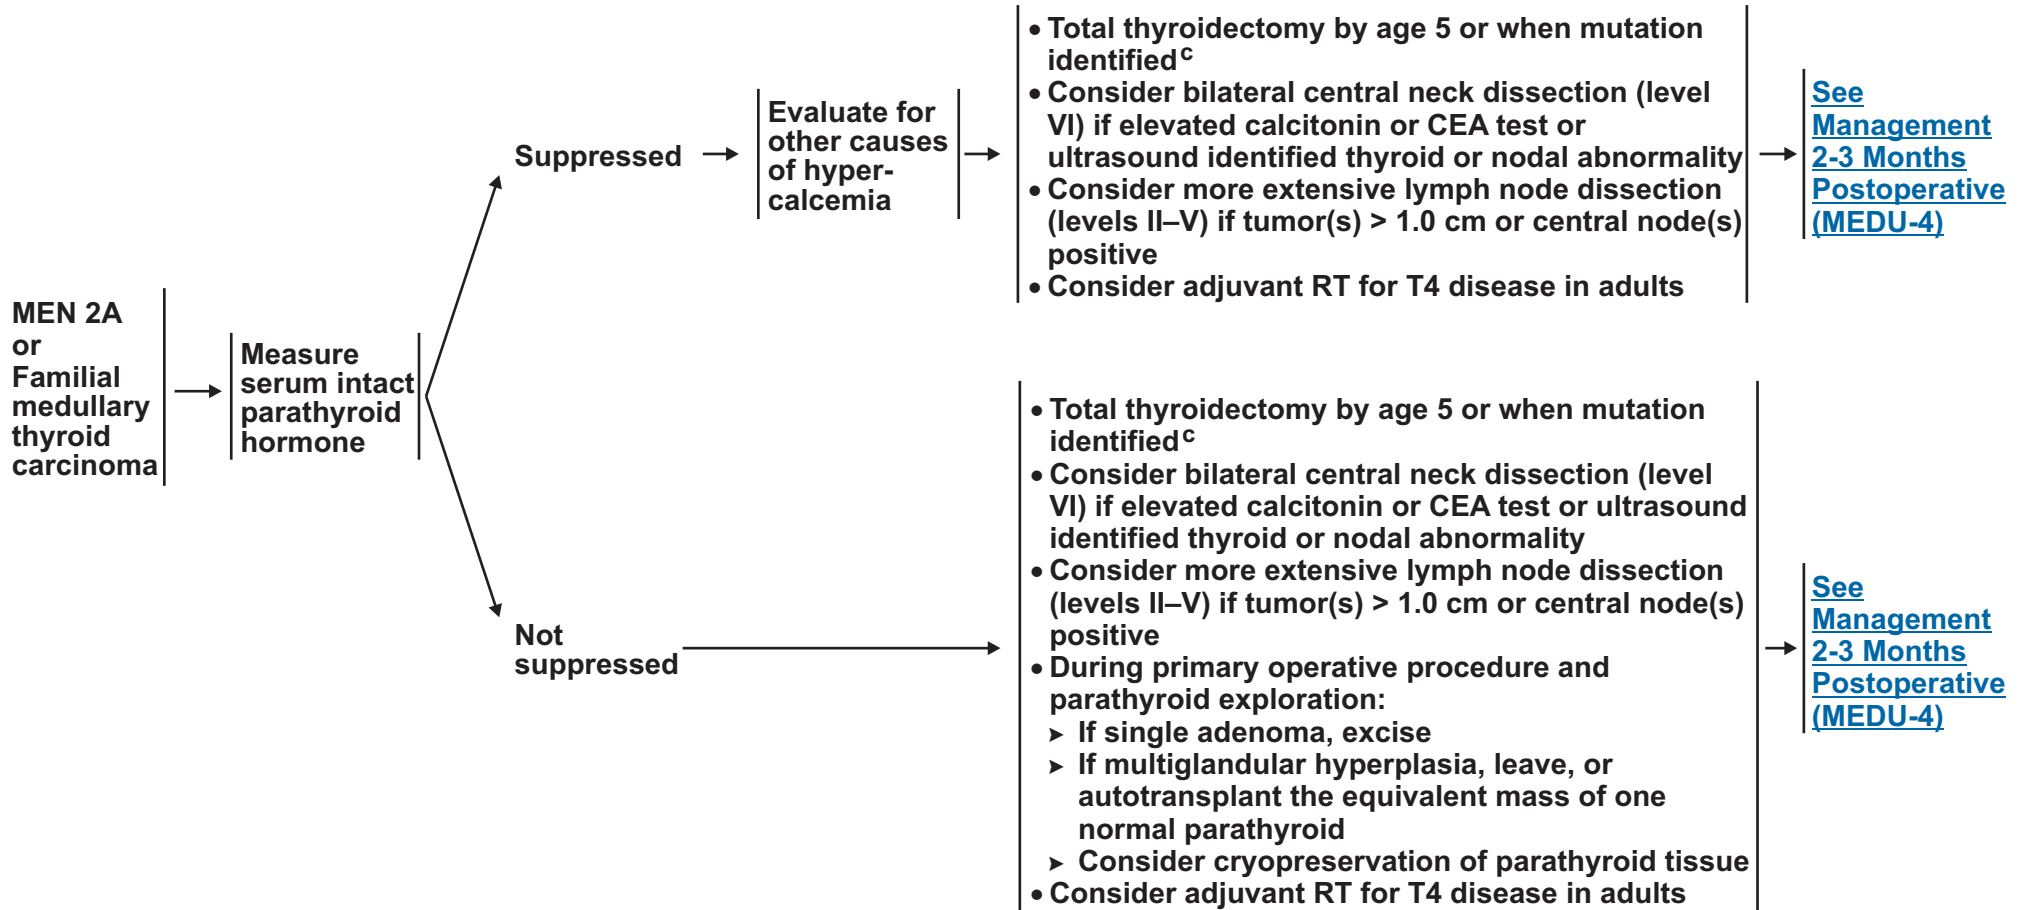 MEN 2A
or
Familial
medullary
thyroid
carcinoma
Measure
serum intact
parathyroid
hormone
Suppressed
Evaluate for
other causes
of hyper-
calcemia
• Total thyroidectomy by age 5 or when mutation
identified c
• Consider bilateral central neck dissection (level
VI) if elevated calcitonin or CEA test or
ultrasound identified thyroid or nodal abnormality
• Consider more extensive lymph node dissection
(levels II–V) if tumor(s) > 1.0 cm or central node(s)
positive
• Consider adjuvant RT for T4 disease in adults
See
Management
2-3 Months
Postoperative
(MEDU-4)
Not
suppressed
• Total thyroidectomy by age 5 or when mutation
identified c
• Consider bilateral central neck dissection (level
VI) if elevated calcitonin or CEA test or ultrasound
identified thyroid or nodal abnormality
• Consider more extensive lymph node dissection
(levels II–V) if tumor(s) > 1.0 cm or central node(s)
positive
• During primary operative procedure and
parathyroid exploration:
➤ If single adenoma, excise
➤ If multiglandular hyperplasia, leave, or
autotransplant the equivalent mass of one
normal parathyroid
➤ Consider cryopreservation of parathyroid tissue
• Consider adjuvant RT for T4 disease in adults
See
Management
2-3 Months
Postoperative
(MEDU-4)